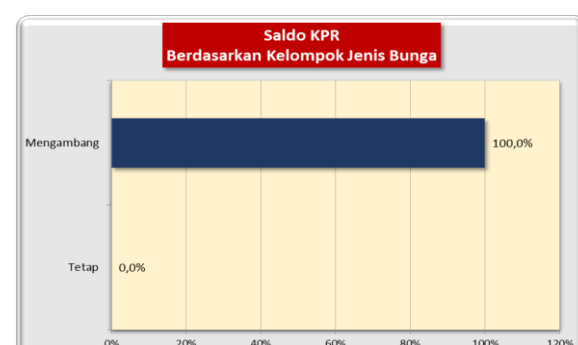 Saldo KPR
Berdasarkan Kelompok Jenis Bunga
Mengambang
100,0%
Tetap
0,0%
0% 20% 40% 60% 80% 100% 120%